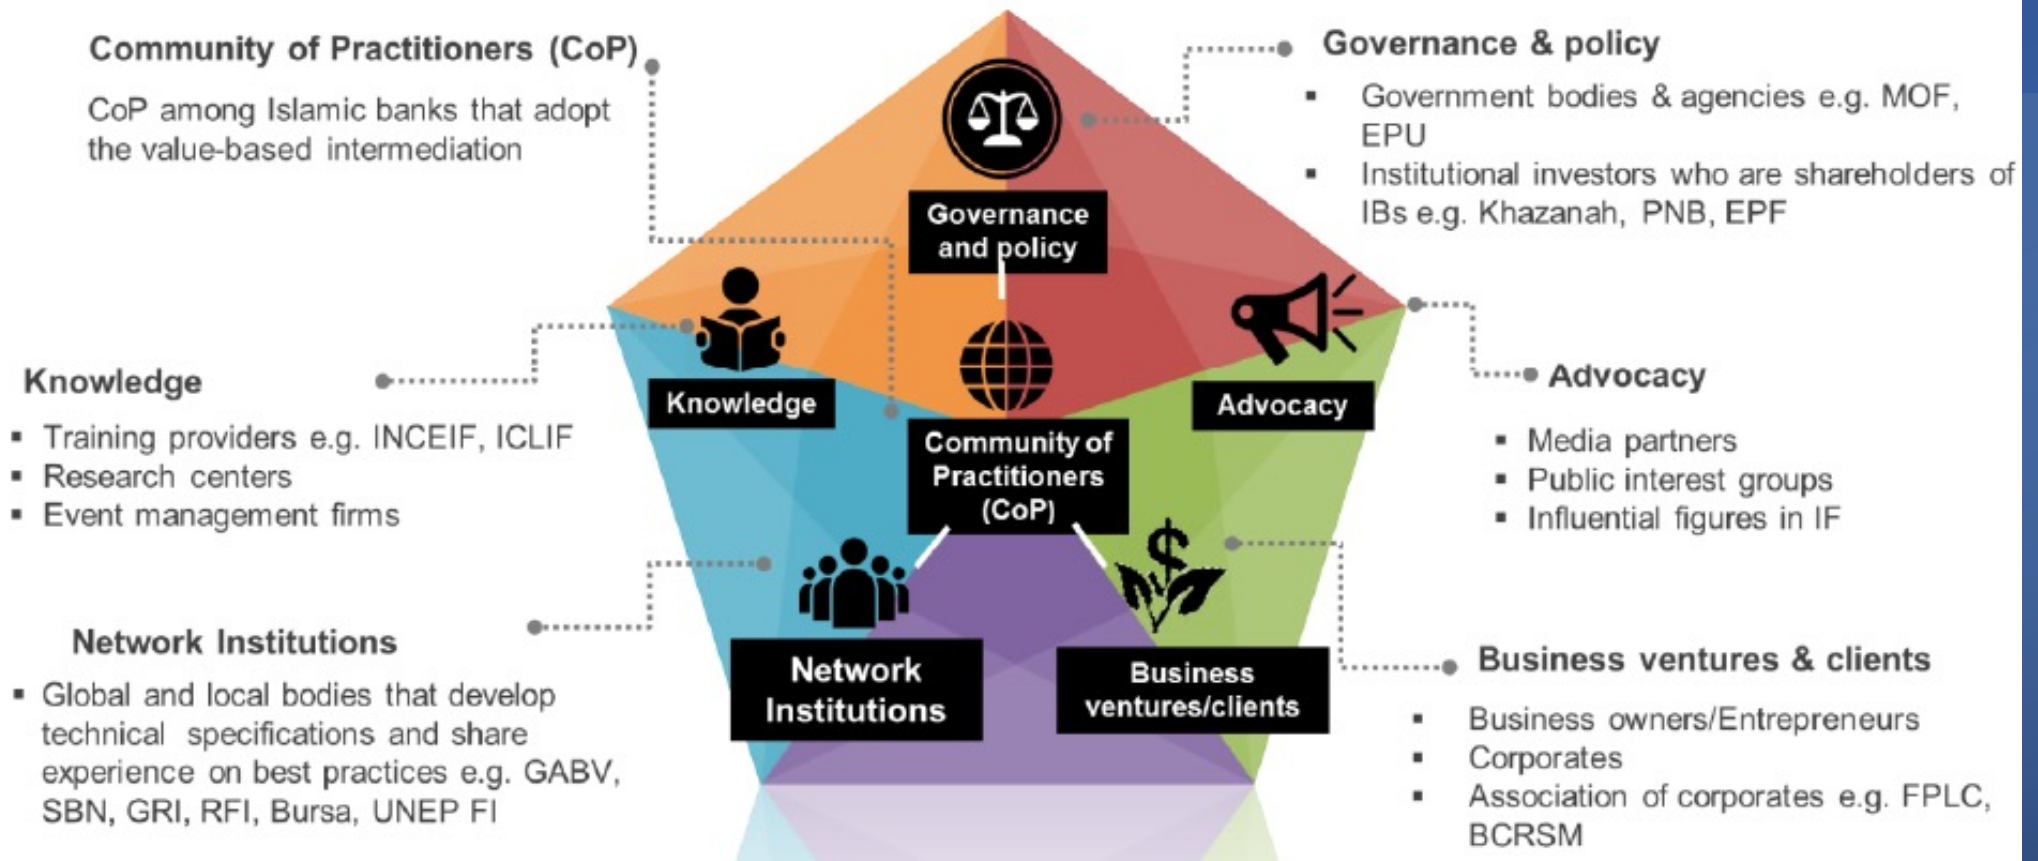 Community of Practitioners (CoP)
CoP among Islamic banks that adopt
the value-based intermediation
Governance & policy
▪ Government bodies & agencies e.g. MOF,
EPU
▪ Institutional investors who are shareholders of
IBs e.g. Khazanah, PNB, EPF
Governance
and policy
Knowledge
▪ Training providers e.g. INCEIF, ICLIF
▪ Research centers
▪ Event management firms
Knowledge
Community of
Practitioners
(CoP)
Advocacy
Advocacy
▪ Media partners
▪ Public interest groups
▪ Influential figures in IF
Network Institutions
▪ Global and local bodies that develop
technical specifications and share
experience on best practices e.g. GABV,
SBN, GRI, RFI, Bursa, UNEP FI
Network
Institutions
$
Business
ventures/clients
Business ventures & clients
▪ Business owners/Entrepreneurs
▪ Corporates
▪ Association of corporates e.g. FPLC,
BCRSM